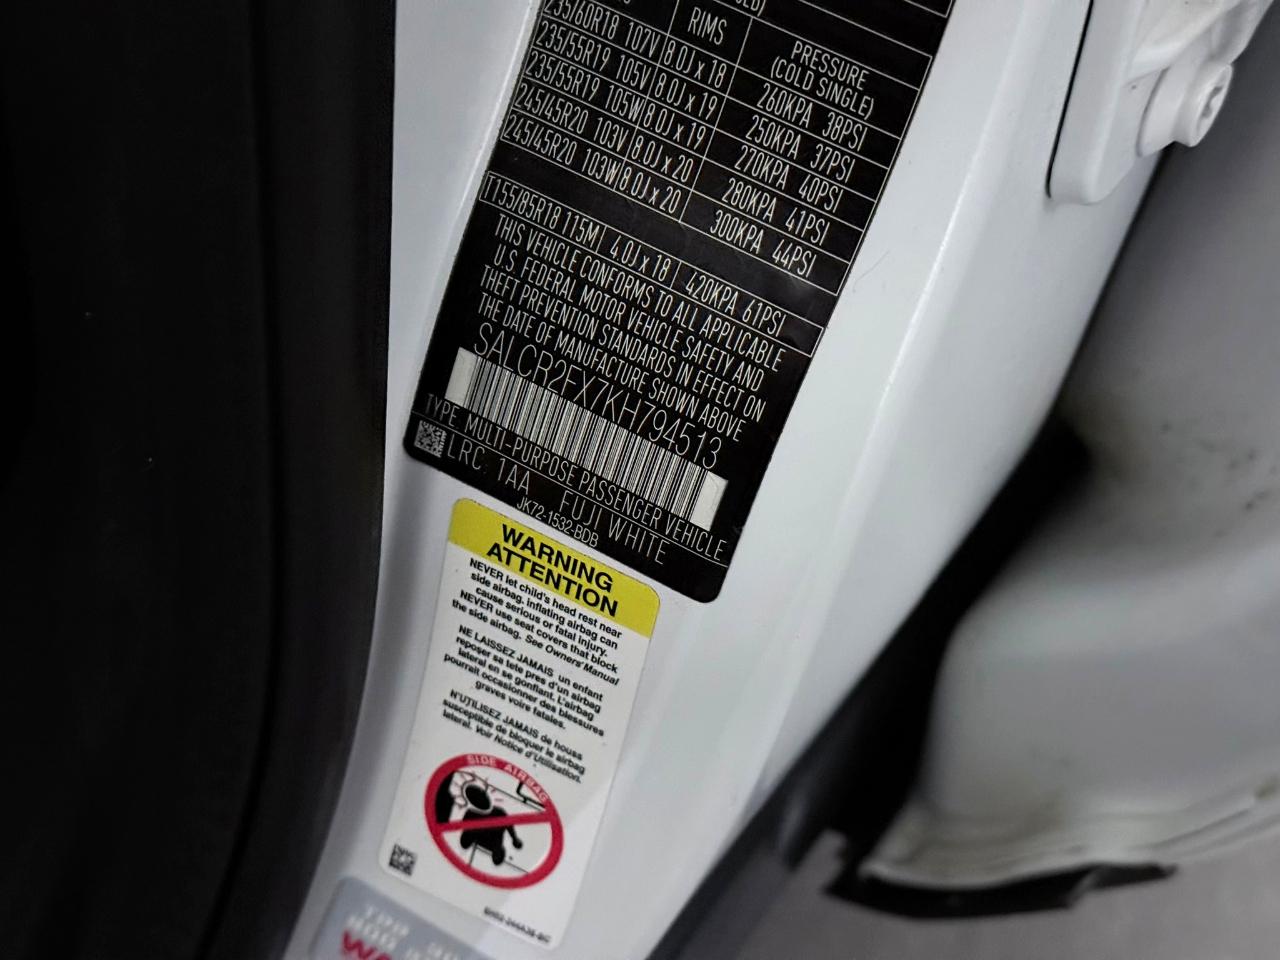 RIMS
PRESSURE
(COLD SINGLE)
235/60R18 107V 8.0J x 18 260KPA 38PSI
235/55R19 105V 8.0J x 19 250KPA 37PSI
235/55R19 105W 8.0J x 19 270KPA 40PSI
245/45R20 103V 8.0J x 20 280KPA 41PSI
245/45R20 103W 8.0J x 20 300KPA 44PSI
T155/85R18 115M 4.0J x 18 420KPA 61PSI
THIS VEHICLE CONFORMS TO ALL APPLICABLE
U.S. FEDERAL MOTOR VEHICLE SAFETY AND
THEFT PREVENTION STANDARDS IN EFFECT ON
THE DATE OF MANUFACTURE SHOWN ABOVE
SALCR2FX7KH794513
TYPE MULTI-PURPOSE PASSENGER VEHICLE
LRC 1AA FUJI WHITE
JK72-1532-BDB
WARNING
ATTENTION
NEVER let child's head rest near
side airbag, inflating airbag can
cause serious or fatal injury.
NEVER use seat covers that block
the side airbag. See Owners' Manual
NE LAISSEZ JAMAIS un enfant
reposer sa tete pres d'un airbag
lateral en se gonflant. L'airbag
pourrait occasionner des blessures
graves voire fatales.
N'UTILISEZ JAMAIS de houss
susceptible de bloquer le airbag
lateral. Voir Notice d'Utilisation.
SIDE AIRBAG